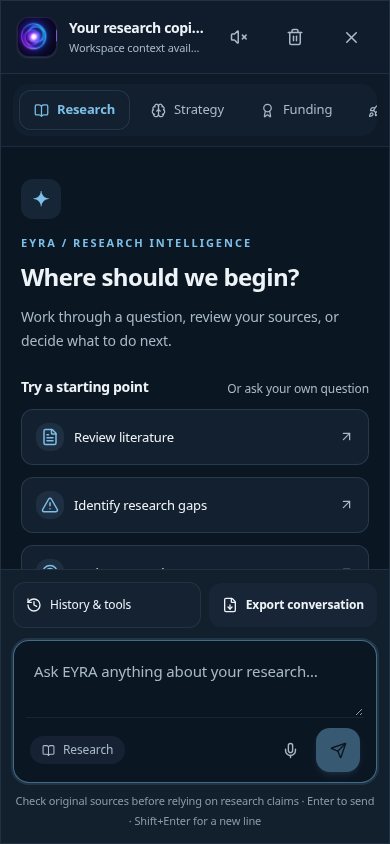 Your research copi...
Workspace context avail...
Research
Strategy
Funding
EYRA / RESEARCH INTELLIGENCE
Where should we begin?
Work through a question, review your sources, or
decide what to do next.
Try a starting point
Or ask your own question
Review literature
Identify research gaps
History & tools
Export conversation
Ask EYRA anything about your research...
Research
Check original sources before relying on research claims · Enter to send
· Shift+Enter for a new line